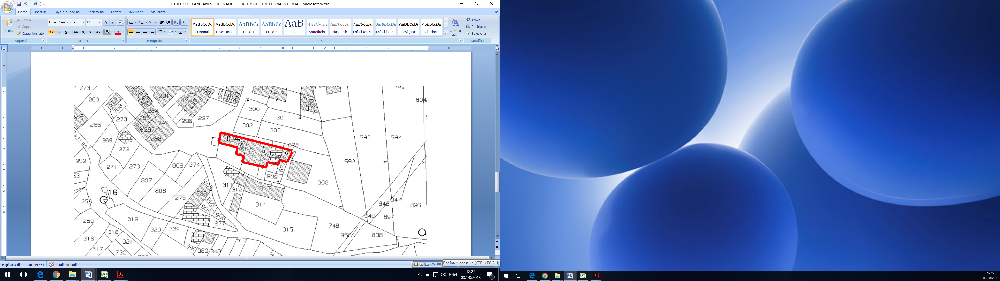 01_ID 2272_LANCIANESE DIVINANGELO_RETROSI_ISTRUTTORIA INTERNA - Microsoft Word
Home Inserisci Layout di pagina Riferimenti Lettere Revisione Visualizza
Incolla
Taglia
Copia
Copia formato
Appunti
Times New Roman 12
G C S abc x₂ x² Aa
Carattere
Paragrafo
AaBbCcDd AaBbCcDd AaBbCc AaBbCc AaB AaBbCcI AaBbCcDd AaBbCcDd AaBbCcDd AaBbCcDc AaBbCcDd
¶ Normale ¶ Nessuna ... Titolo 1 Titolo 2 Titolo Sottotitolo Enfasi delic... Enfasi (cors... Enfasi inten... Enfasi (gras... Citazione
Stili
Cambia stili
Trova
Sostituisci
Seleziona
Modifica
2 1 1 2 3 4 5 6 7 8 9 10 11 12 13 14 15 16 18
773 291 217 218 894
263 267 268 294 295 882 883 299 219 220
265 266 270 284 285 793 287 288 296 297 300 301
302 303
269 272 304 305 307 727 745 878 593 594
252 271 273 809 274 877 592
53 807 808 909 308
16 903 726 311 312 313
256 275 905 904 906 314 948 947 896
949 897
259 319 277 748
318 320 339 315 950 898
316 321
317 730 340 980 342
Pagina: 3 di 3 Parole: 451 Italiano (Italia)
Pagina successiva (CTRL+PGGIÙ)
ENG 12:27
03/08/2018
1
12:27
03/08/2018